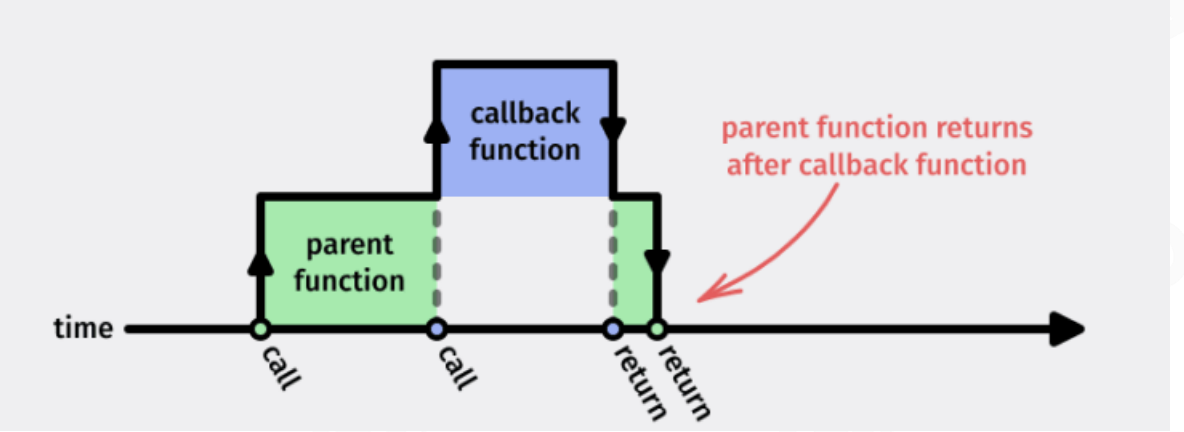 callback
function
parent function returns
after callback function
parent
function
time
call
call
return
return